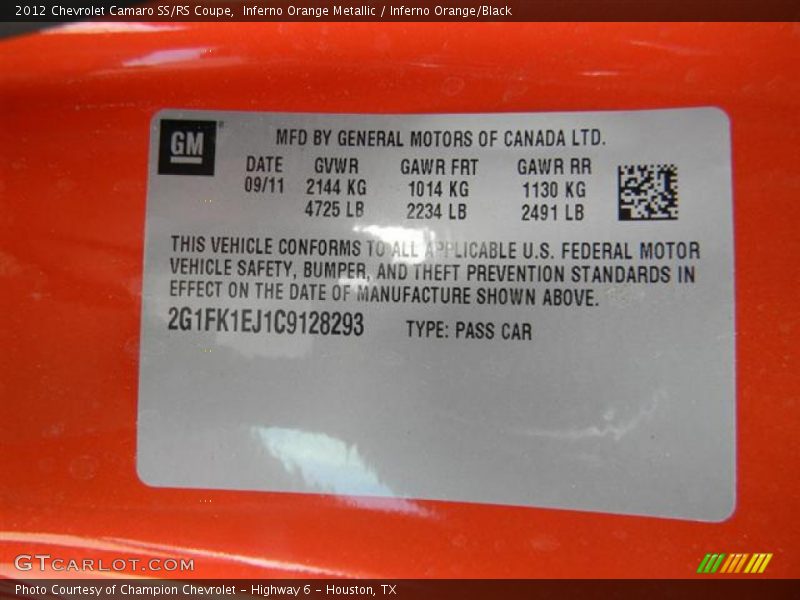 2012 Chevrolet Camaro SS/RS Coupe,  Inferno Orange Metallic / Inferno Orange/Black
GM
MFD BY GENERAL MOTORS OF CANADA LTD.
DATE GVWR GAWR FRT GAWR RR
09/11 2144 KG 1014 KG 1130 KG
4725 LB 2234 LB 2491 LB
THIS VEHICLE CONFORMS TO ALL APPLICABLE U.S. FEDERAL MOTOR
VEHICLE SAFETY, BUMPER, AND THEFT PREVENTION STANDARDS IN
EFFECT ON THE DATE OF MANUFACTURE SHOWN ABOVE.
2G1FK1EJ1C9128293 TYPE: PASS CAR
GTCARLOT.COM
Photo Courtesy of Champion Chevrolet - Highway 6 - Houston, TX